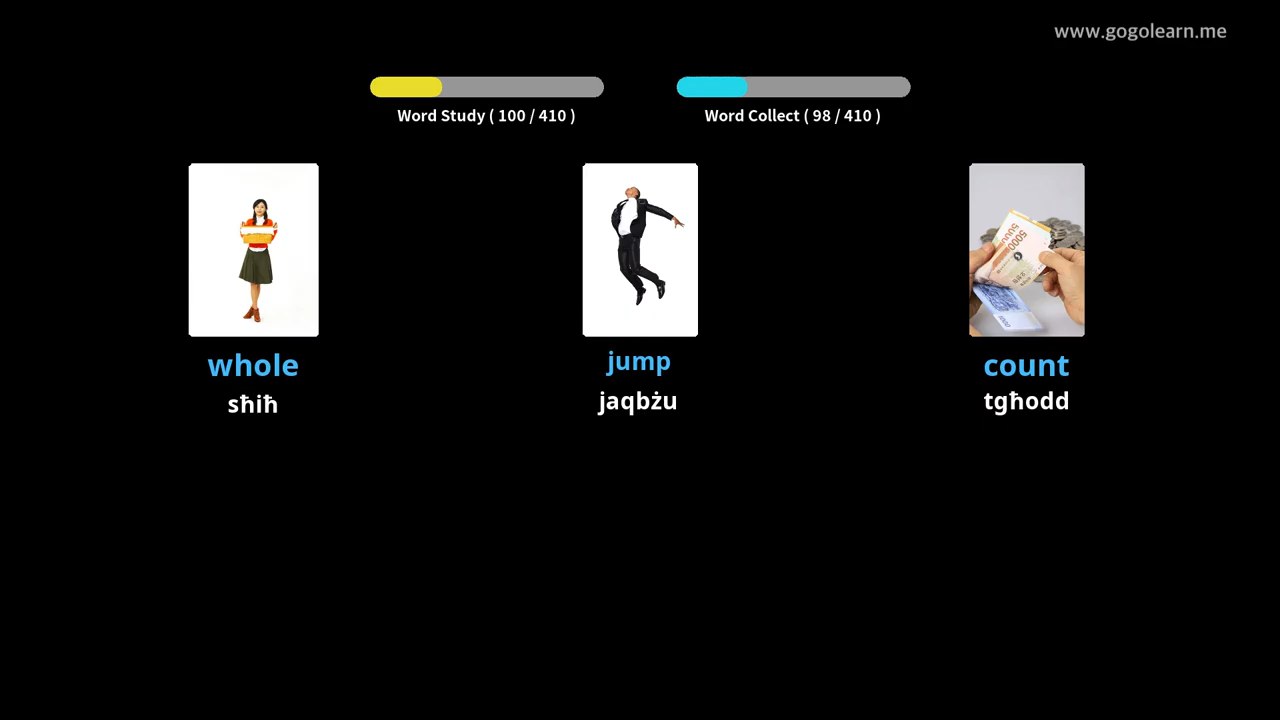 www.gogolearn.me
Word Study ( 100 / 410 )
Word Collect ( 98 / 410 )
whole
sħiħ
jump
jaqbżu
count
tgħodd